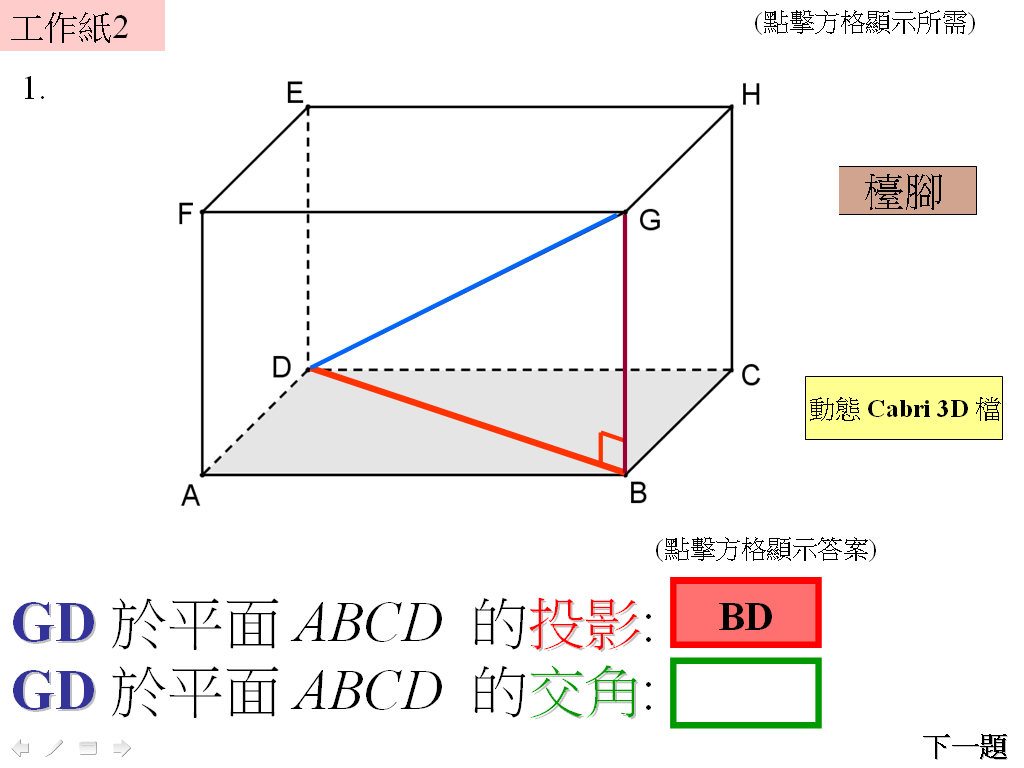 工作紙2
(點擊方格顯示所需)
1.
E
H
F
G
檯腳
D
C
動態 Cabri 3D 檔
A
B
(點擊方格顯示答案)
GD 於平面 ABCD 的投影: BD
GD 於平面 ABCD 的交角:
下一題